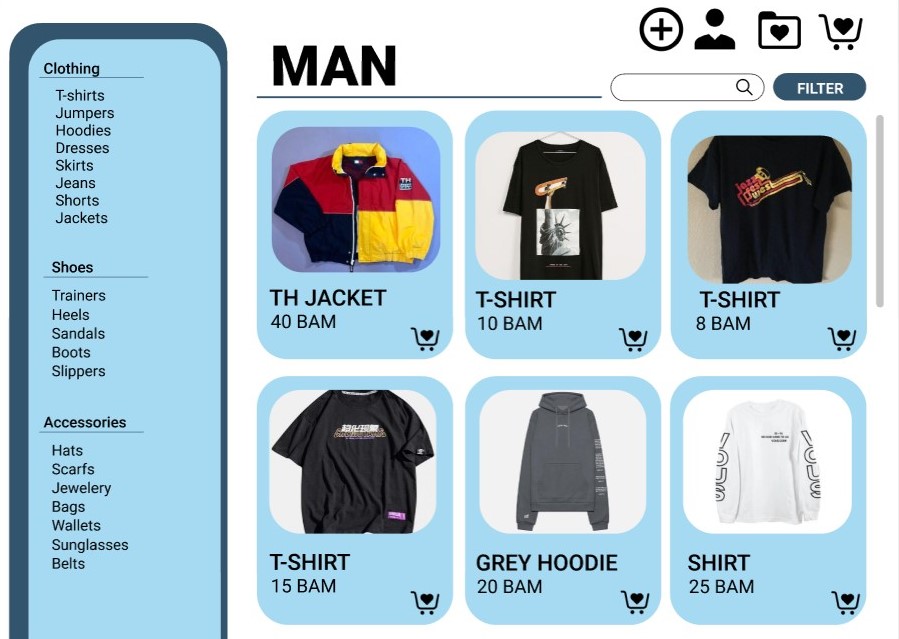 MAN
FILTER
Clothing
T-shirts
Jumpers
Hoodies
Dresses
Skirts
Jeans
Shorts
Jackets
Shoes
Trainers
Heels
Sandals
Boots
Slippers
Accessories
Hats
Scarfs
Jewelery
Bags
Wallets
Sunglasses
Belts
TH
TH JACKET
40 BAM
T-SHIRT
10 BAM
T-SHIRT
8 BAM
T-SHIRT
15 BAM
GREY HOODIE
20 BAM
SHIRT
25 BAM